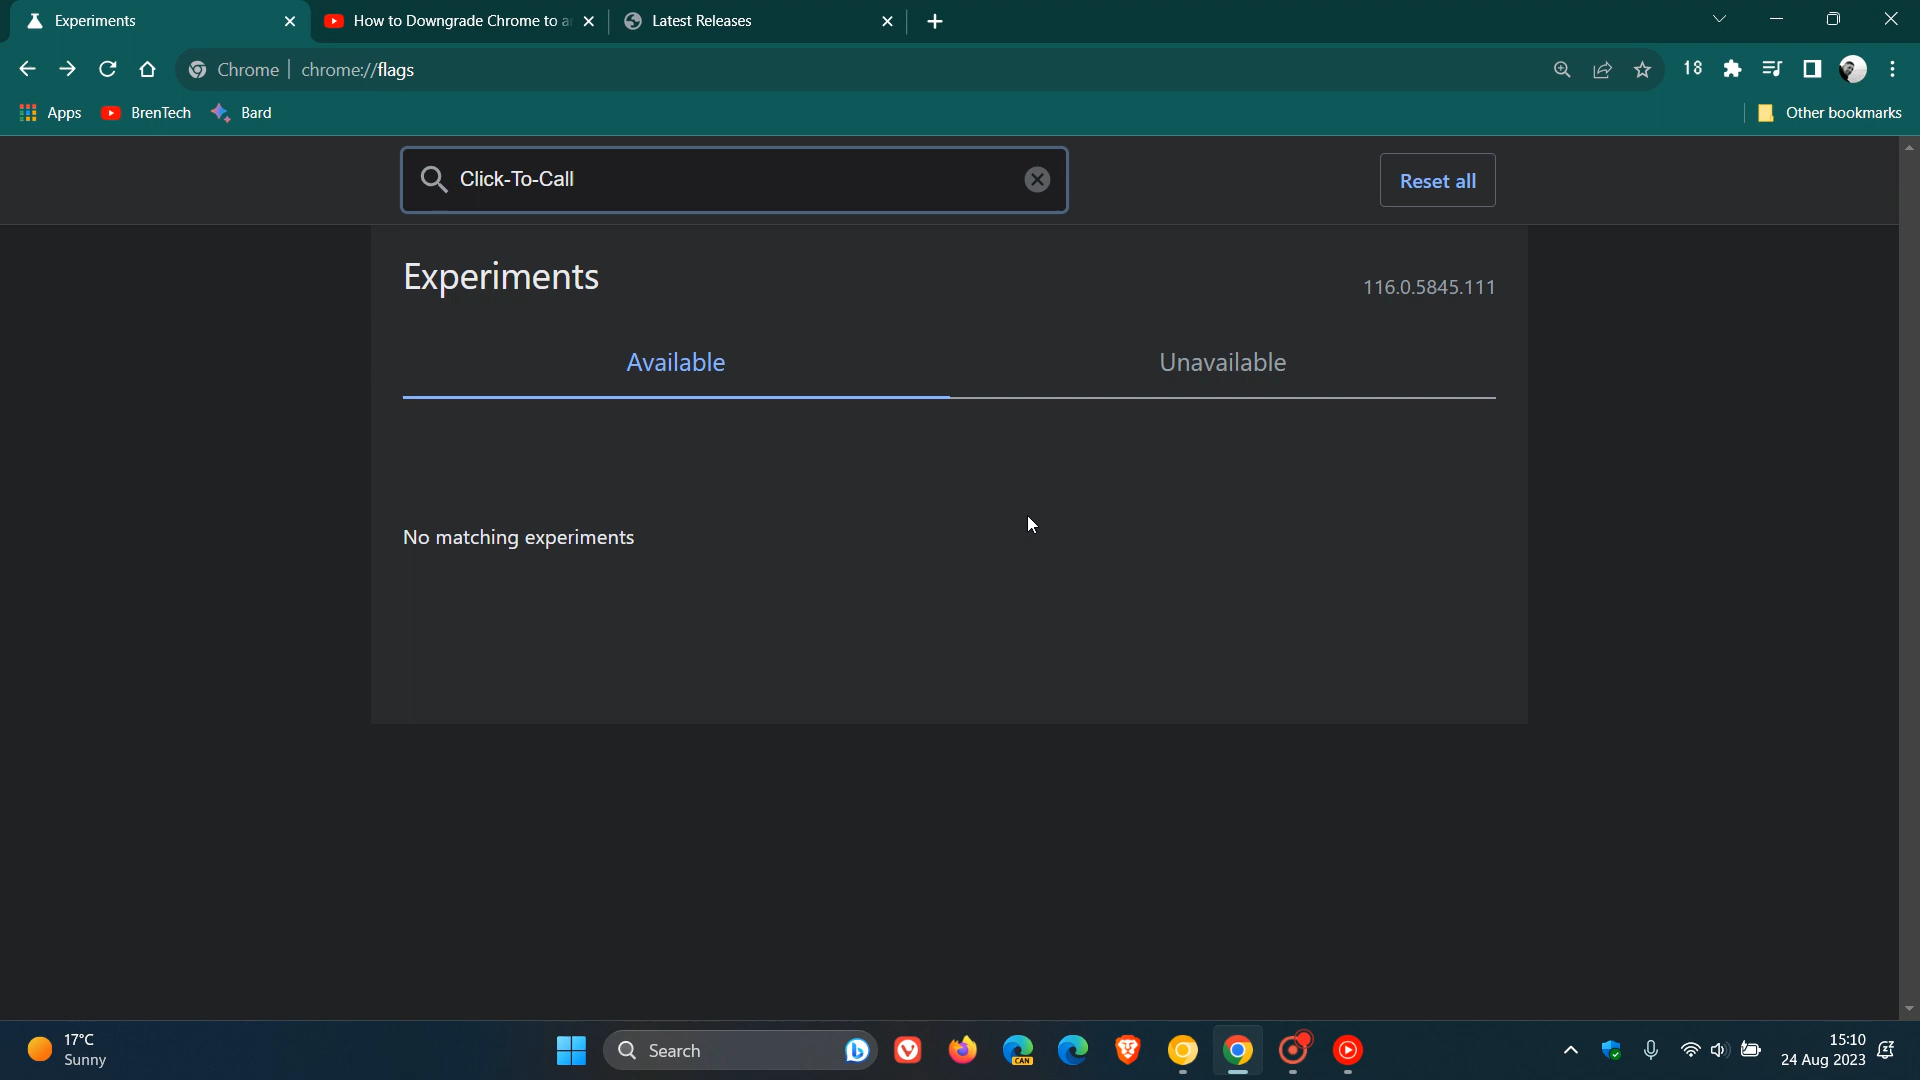 Experiments
How to Downgrade Chrome to a
Latest Releases
Chrome | chrome://flags
18
Apps
BrenTech
Bard
Other bookmarks
Click-To-Call
Reset all
Experiments
116.0.5845.111
Available
Unavailable
No matching experiments
17°C
Sunny
Search
CAN
15:10
24 Aug 2023